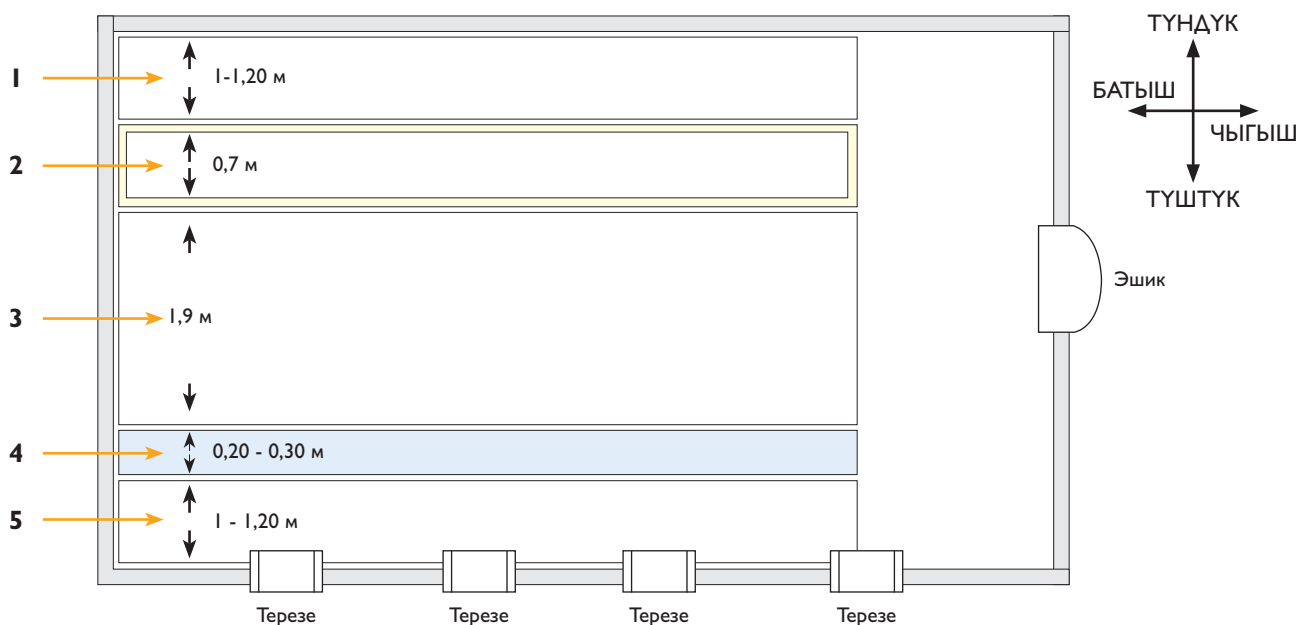 ТҮНДҮК
БАТЫШ
ЧЫГЫШ
ТҮШТҮК
1
1-1,20 м
2
0,7 м
3
1,9 м
4
0,20 - 0,30 м
5
1 - 1,20 м
Эшик
Терезе Терезе Терезе Терезе